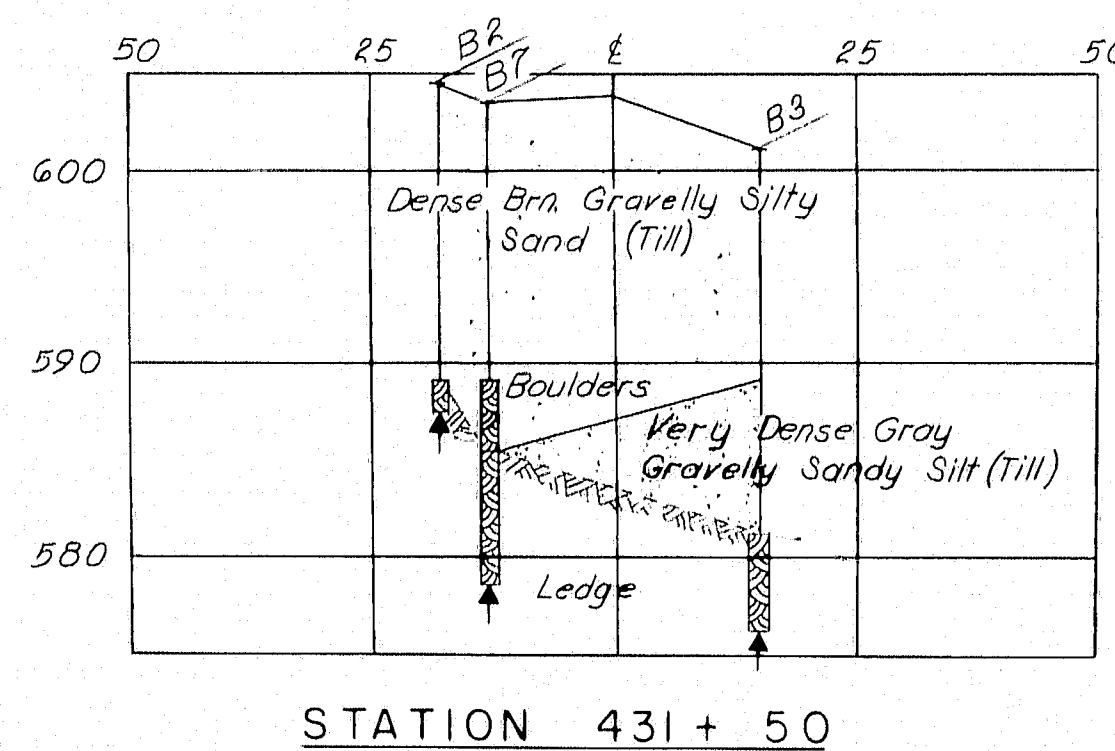 50 25 ℄ 25 50
B2
B7
B3
600
Dense Brn. Gravelly Silty
Sand (Till)
590
Boulders
Very Dense Gray
Gravelly Sandy Silt (Till)
580
Ledge
STATION 431 + 50